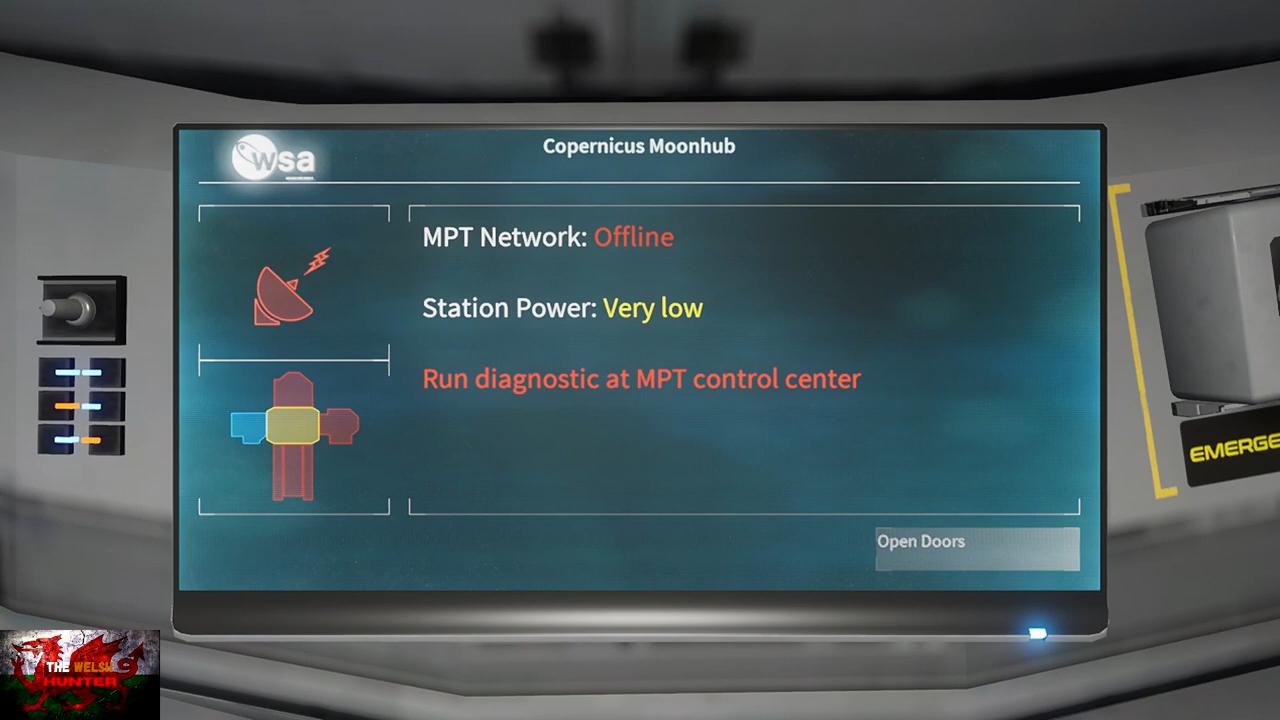 wsa
Copernicus Moonhub
MPT Network: Offline
Station Power: Very low
Run diagnostic at MPT control center
Open Doors
EMERGE
THE WELSH
HUNTER